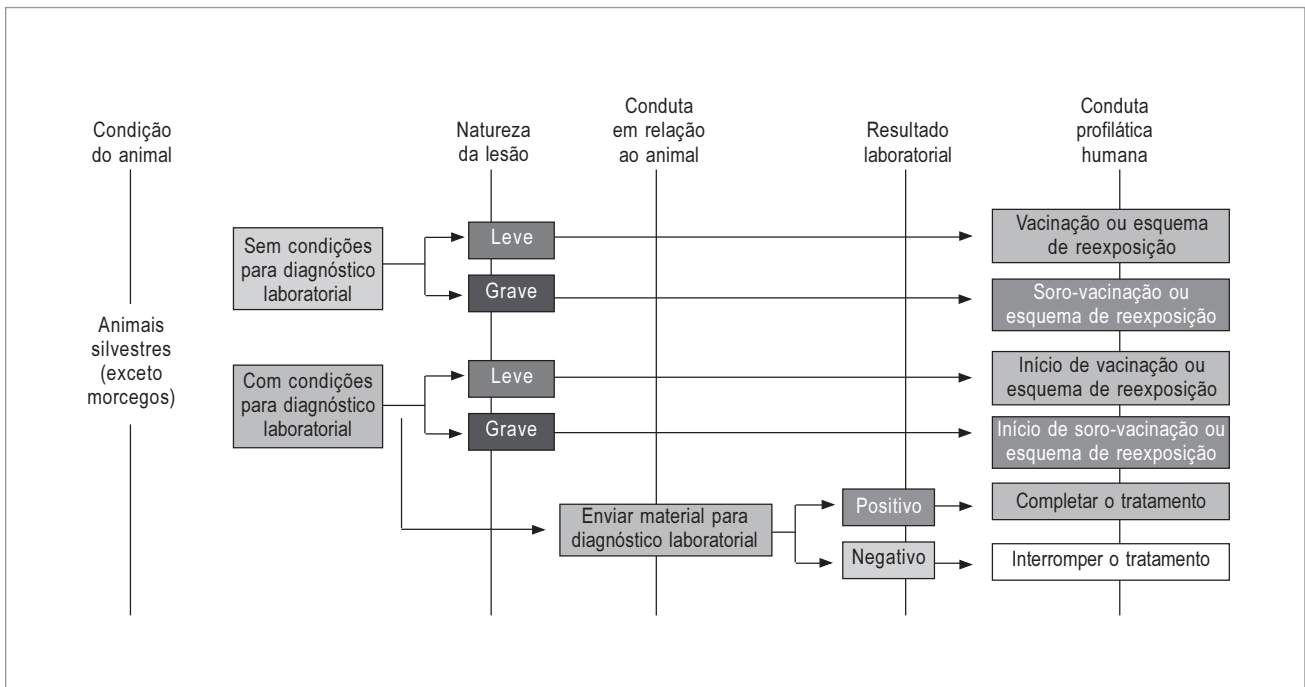 Condição
do animal
Natureza
da lesão
Conduta
em relação
ao animal
Resultado
laboratorial
Conduta
profilática
humana
Animais
silvestres
(exceto
morcegos)
Sem condições
para diagnóstico
laboratorial
Leve
Vacinação ou esquema
de reexposição
Grave
Soro-vacinação ou
esquema de reexposição
Com condições
para diagnóstico
laboratorial
Leve
Início de vacinação ou
esquema de reexposição
Grave
Início de soro-vacinação ou
esquema de reexposição
Enviar material para
diagnóstico laboratorial
Positivo
Completar o tratamento
Negativo
Interromper o tratamento